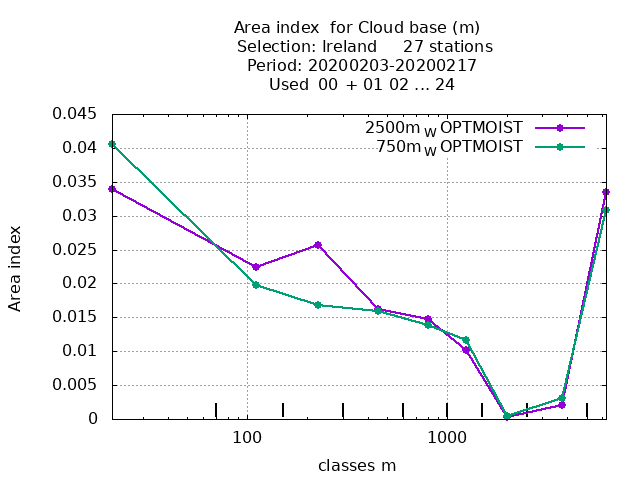 Area index  for Cloud base (m)
Selection: Ireland     27 stations
Period: 20200203-20200217
Used  00 + 01 02 ... 24
2500m_W OPTMOIST
750m_W OPTMOIST
0.045
0.04
0.035
0.03
0.025
0.02
0.015
0.01
0.005
0
Area index
100
1000
classes m